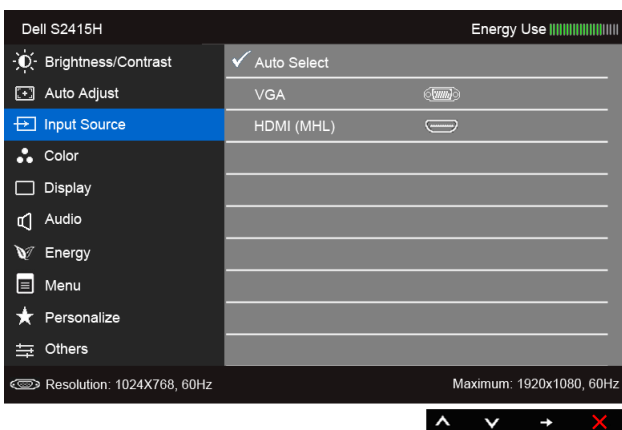 Dell S2415H Energy Use
Brightness/Contrast Auto Select
Auto Adjust VGA
Input Source HDMI (MHL)
Color
Display
Audio
Energy
Menu
Personalize
Others
Resolution: 1024X768, 60Hz Maximum: 1920x1080, 60Hz